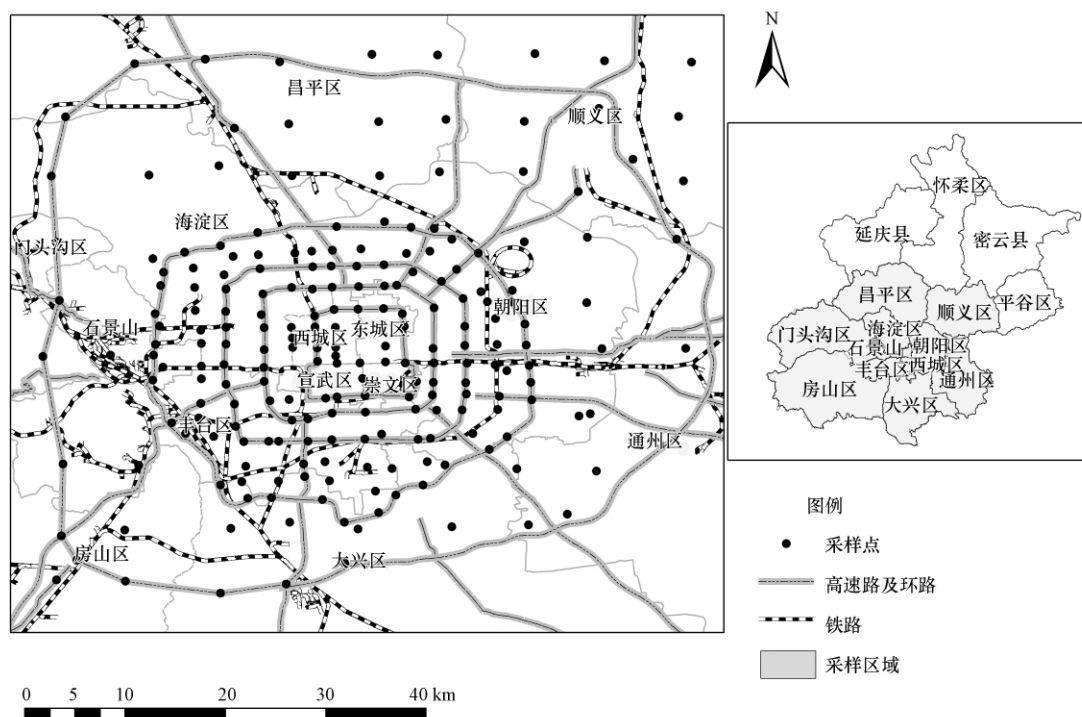 N
昌平区
顺义区
海淀区
门头沟区
朝阳区
石景山
西城区
东城区
宣武区
崇文区
丰台区
通州区
房山区
大兴区
怀柔区
延庆县
密云县
昌平区
顺义区
平谷区
门头沟区
海淀区
石景山
朝阳区
丰台区
西城区
通州区
房山区
大兴区
图例
采样点
高速路及环路
铁路
采样区域
0 5 10 20 30 40 km